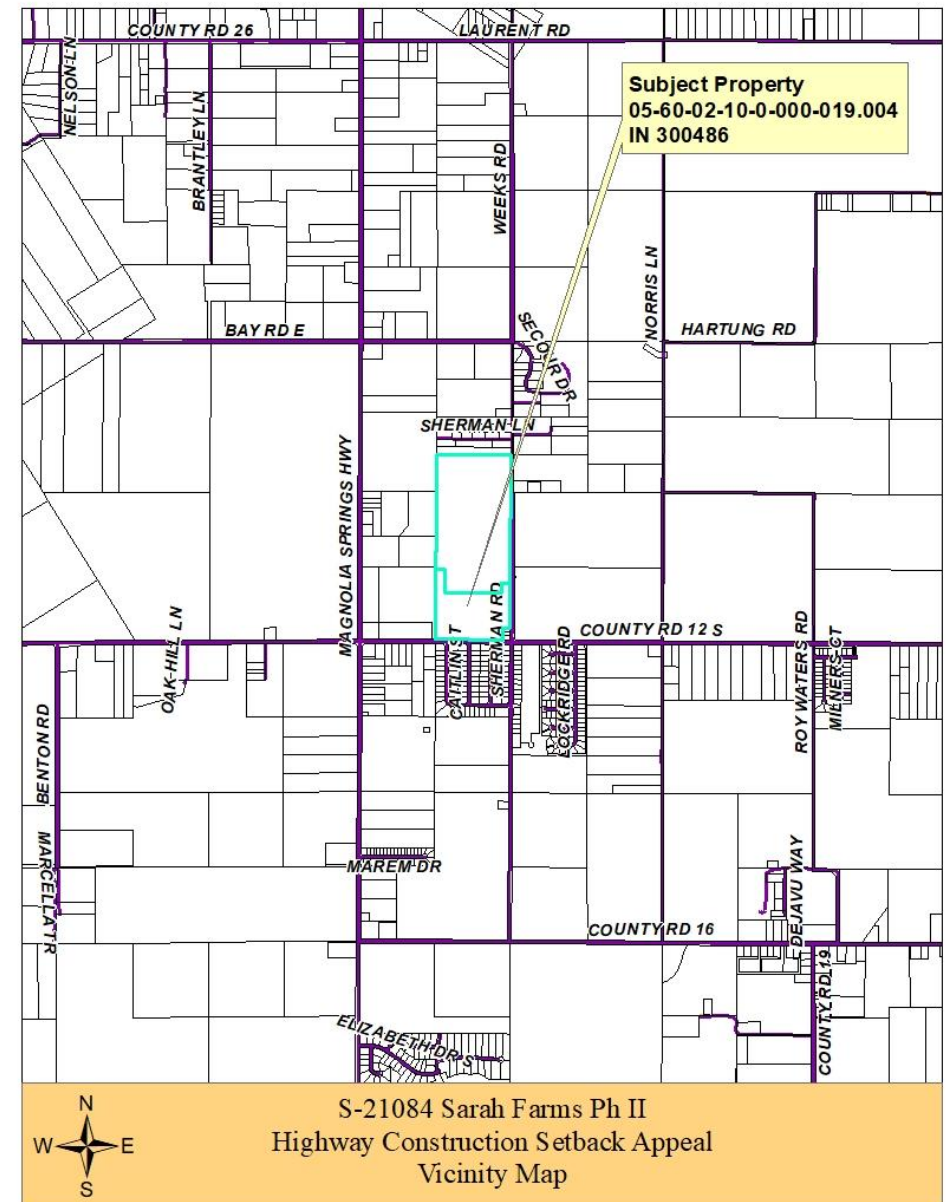 COUNTY RD 26
LAURENT RD
NELSON LN
BRANTLEY LN
WEEKS RD
Subject Property
05-60-02-10-0-000-019.004
IN 300486
NORRIS LN
BAY RD E
SECOUR DR
HARTUNG RD
SHERMAN LN
MAGNOLIA SPRINGS HWY
OAK-HILL LN
CAITLIN ST
SHERMAN RD
COUNTY RD 12 S
LOCKRIDGE RD
ROY WATERS RD
MILNERS CT
BENTON RD
MARCELLA TR
MAREM DR
DEJAVU WAY
COUNTY RD 16
COUNTY RD 19
ELIZABETH DR S
N
W E
S
S-21084 Sarah Farms Ph II
Highway Construction Setback Appeal
Vicinity Map